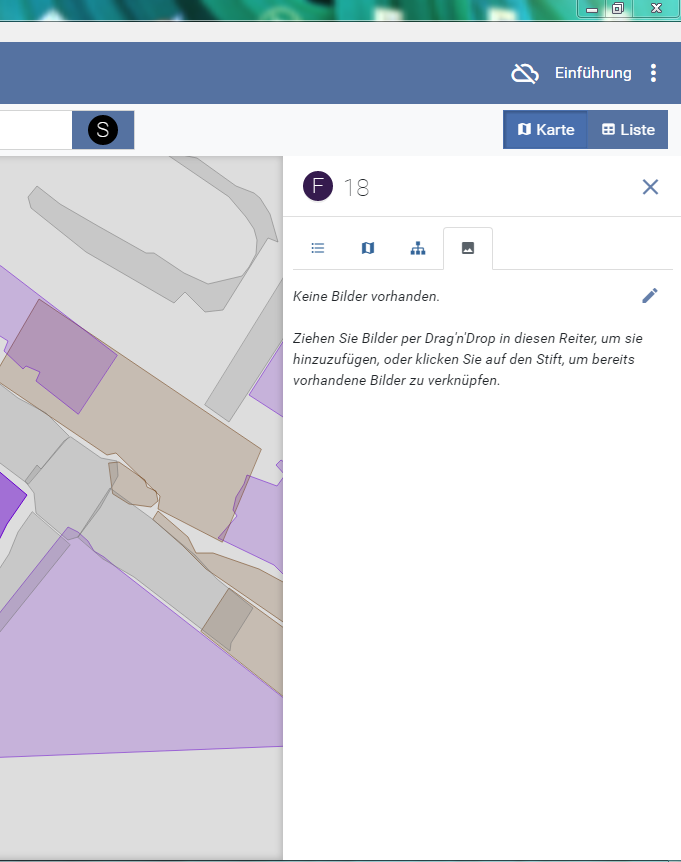 Einführung
S
Karte
Liste
F 18
Keine Bilder vorhanden.
Ziehen Sie Bilder per Drag'n'Drop in diesen Reiter, um sie
hinzuzufügen, oder klicken Sie auf den Stift, um bereits
vorhandene Bilder zu verknüpfen.